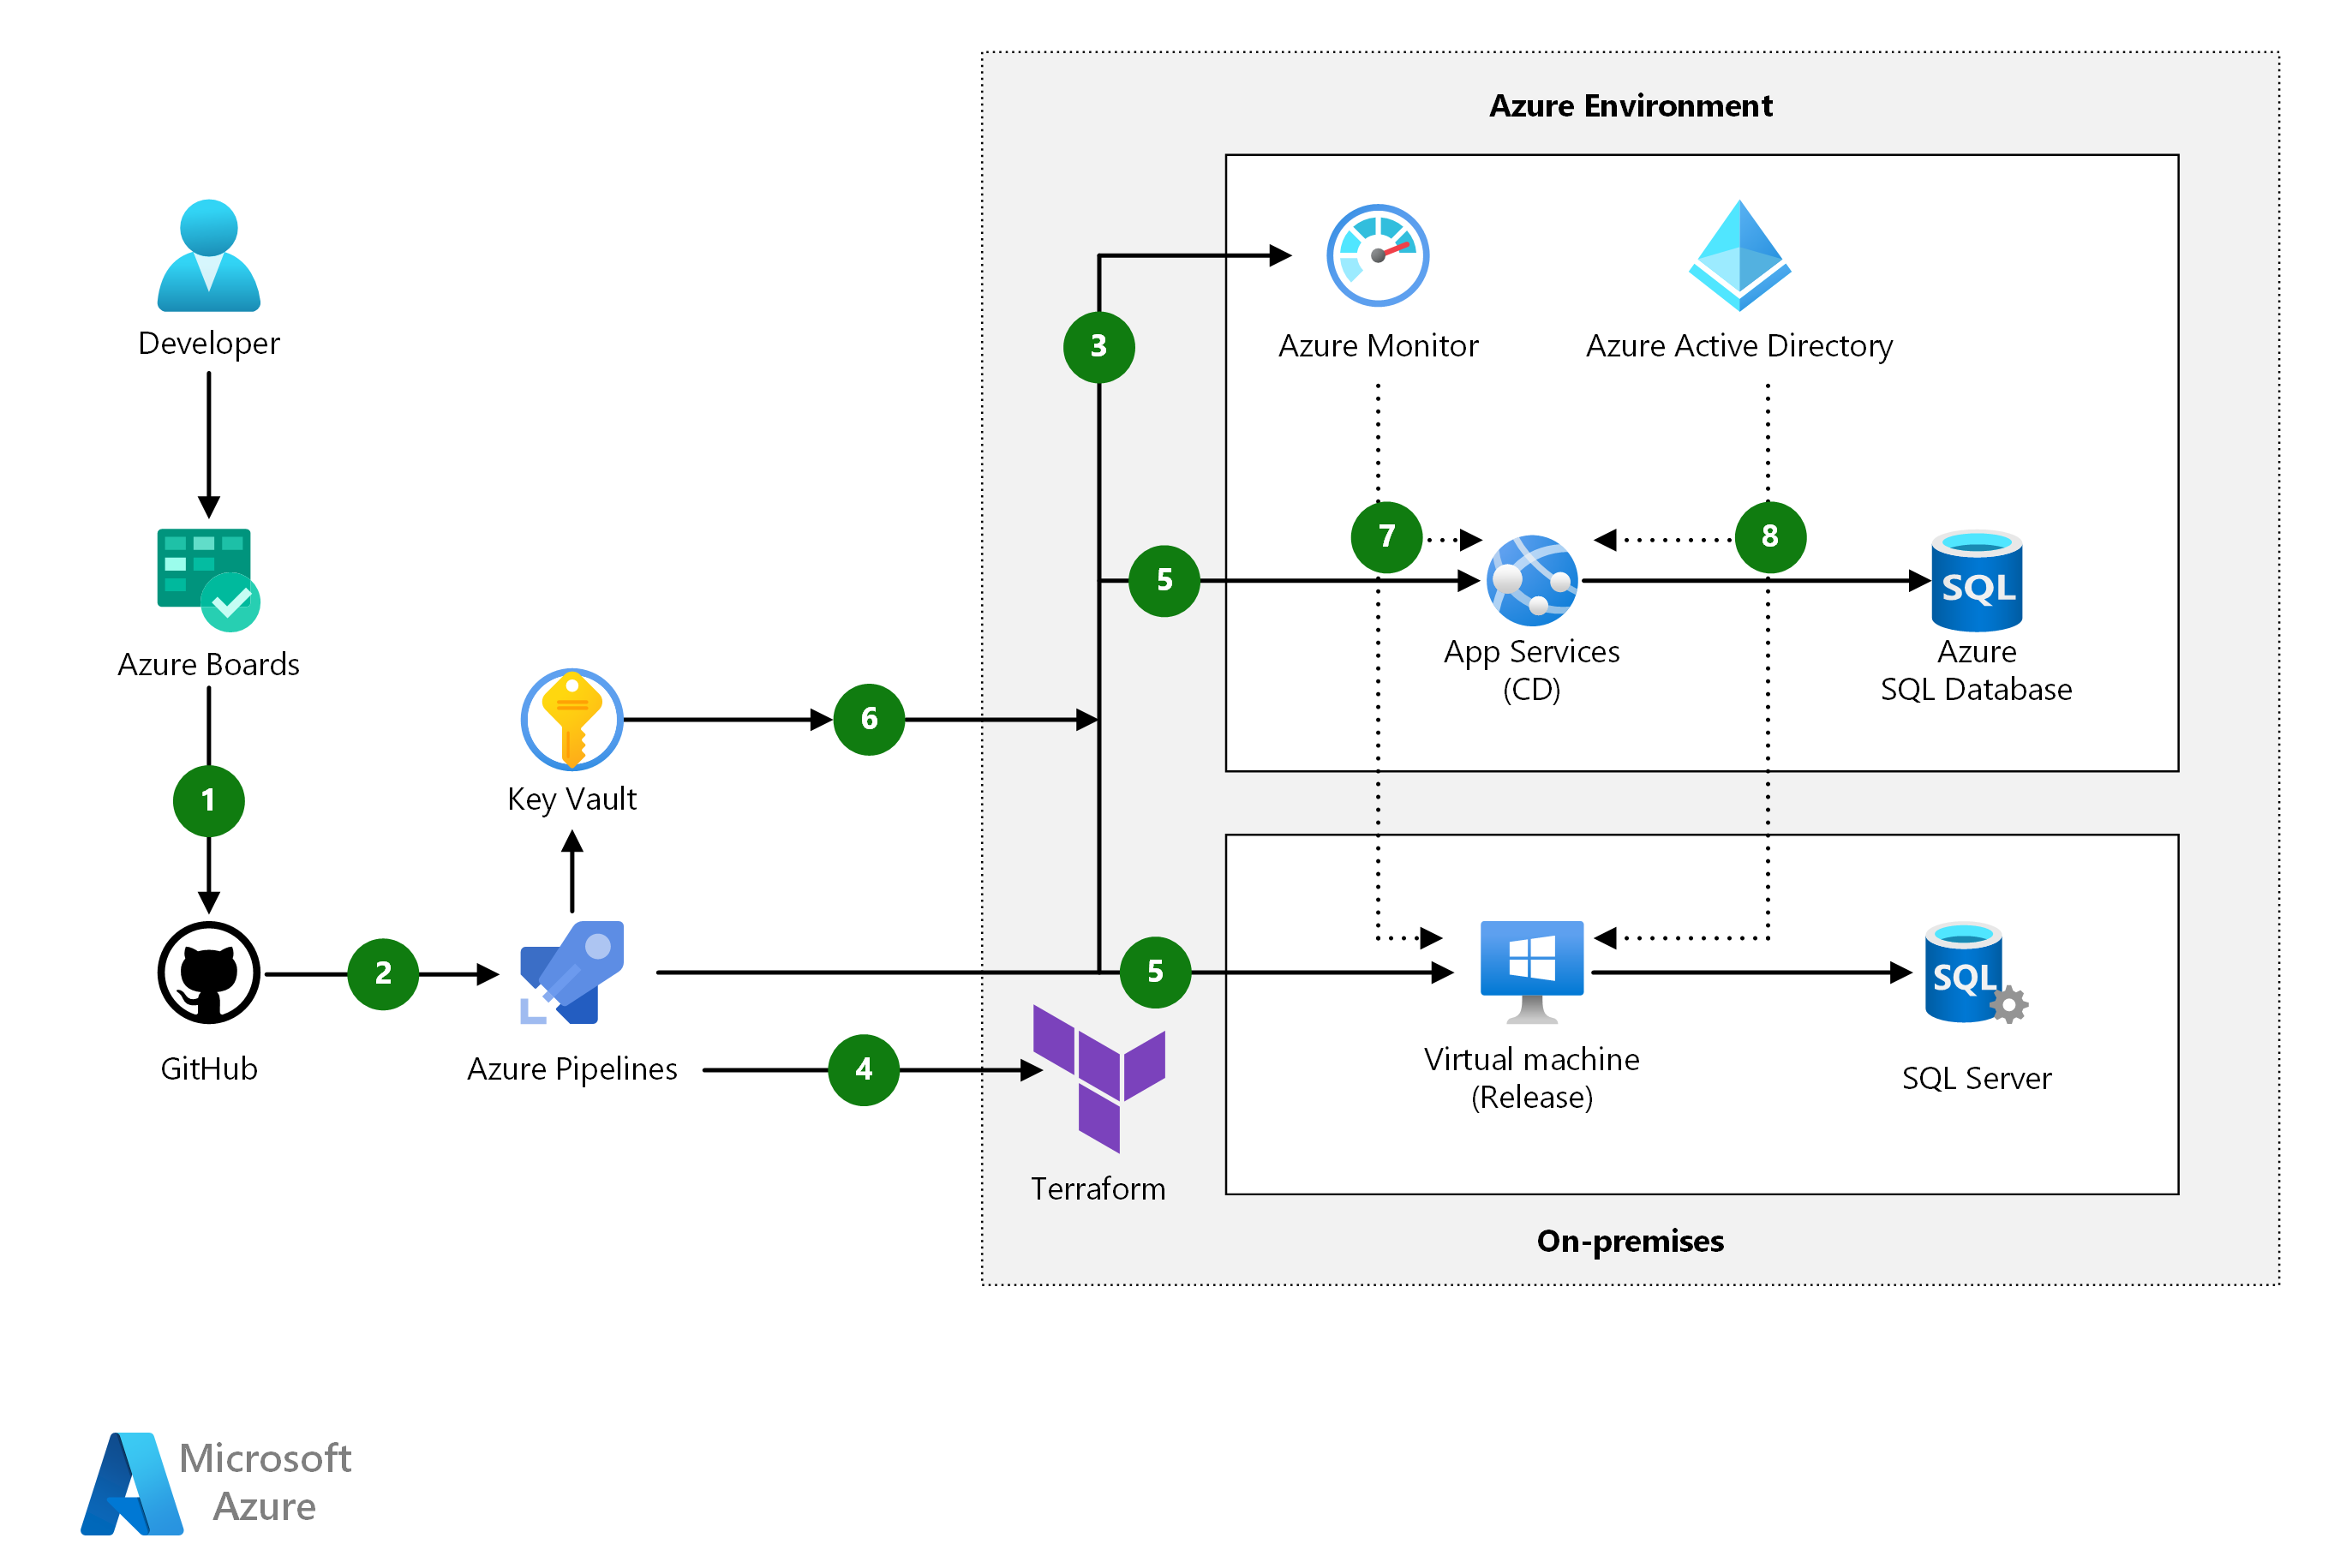 Azure Environment
Developer
3
Azure Monitor
Azure Active Directory
7
8
5
SQL
Azure Boards
App Services
(CD)
Azure
SQL Database
6
Key Vault
1
2
5
SQL
GitHub
Azure Pipelines
4
Virtual machine
(Release)
SQL Server
Terraform
On-premises
Microsoft
Azure